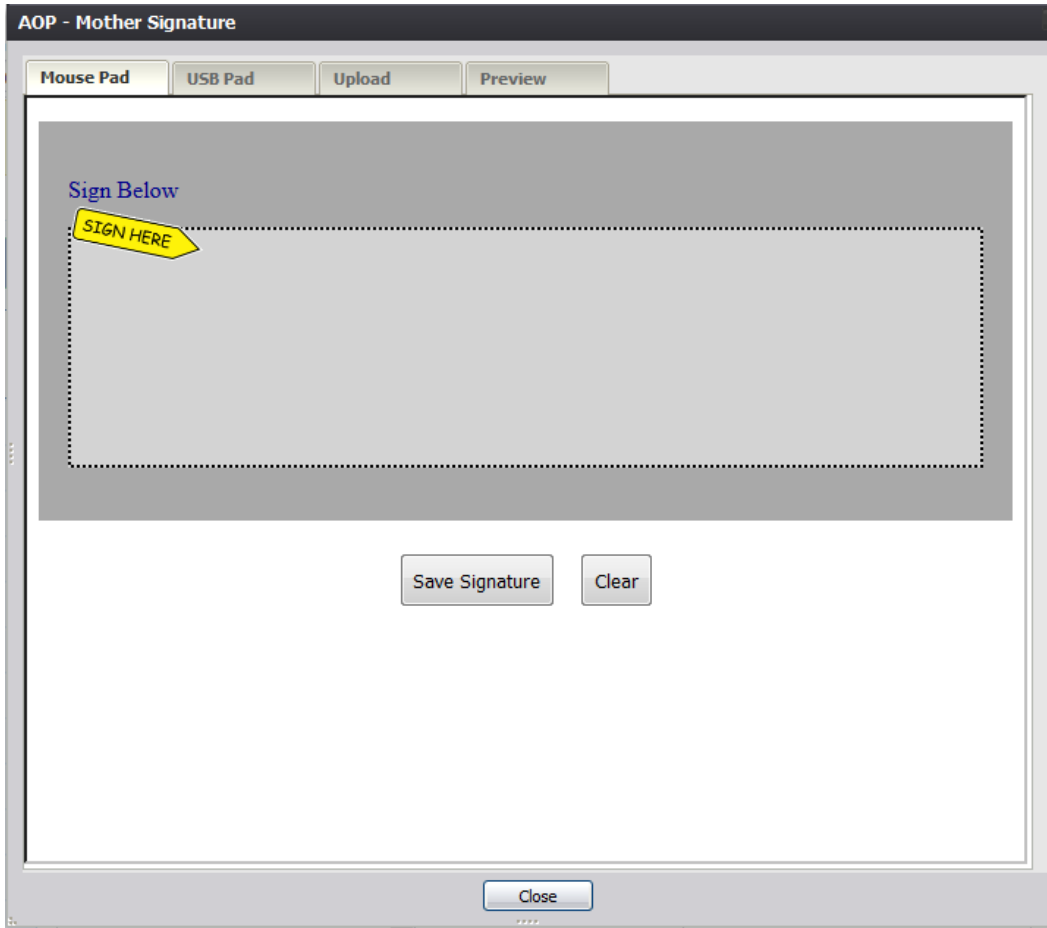 AOP - Mother Signature
Mouse Pad USB Pad Upload Preview
Sign Below
SIGN HERE
Save Signature Clear
Close